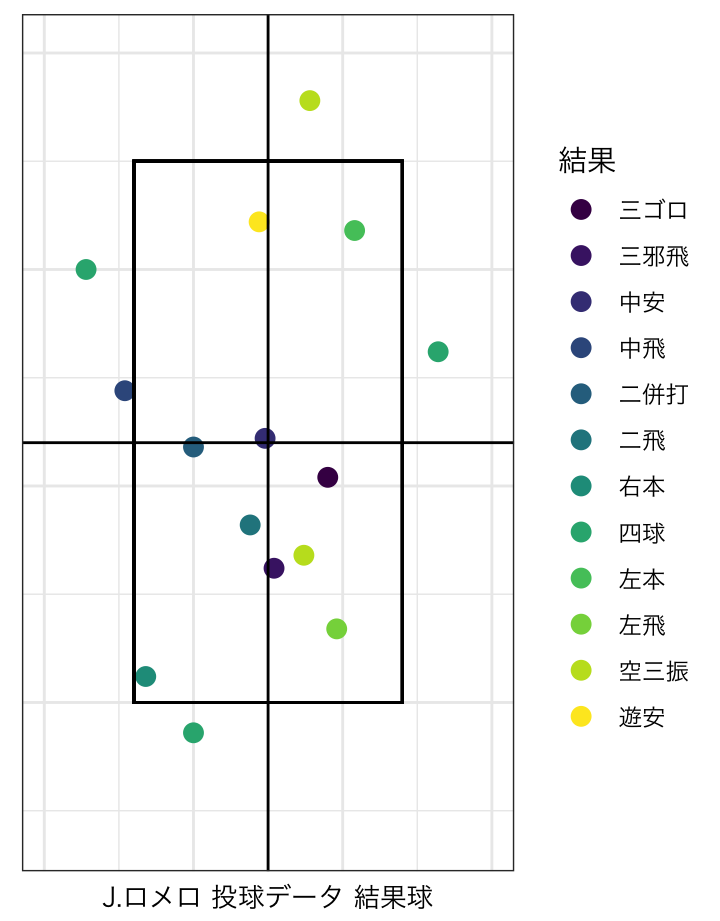 結果
三ゴロ
三邪飛
中安
中飛
二併打
二飛
右本
四球
左本
左飛
空三振
遊安
J.ロメロ 投球データ 結果球